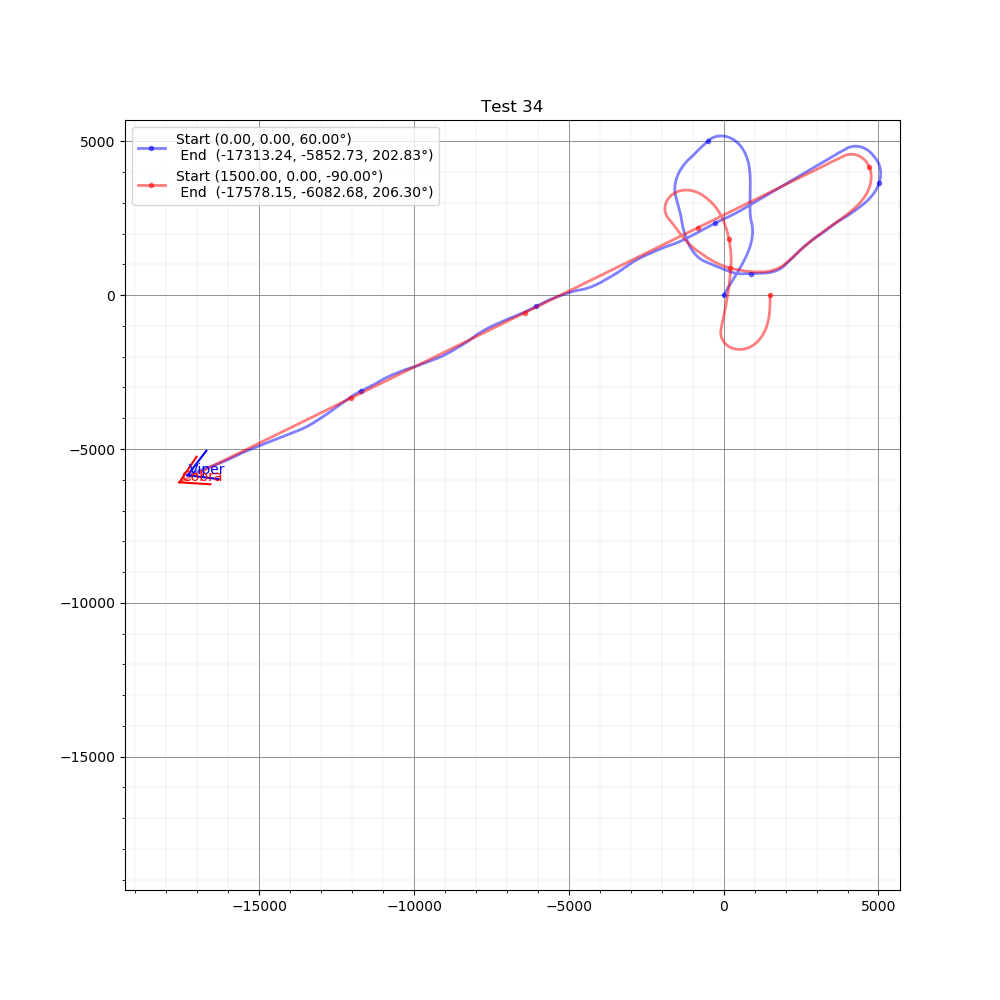 Test 34
Start (0.00, 0.00, 60.00°)
End (-17313.24, -5852.73, 202.83°)
Start (1500.00, 0.00, -90.00°)
End (-17578.15, -6082.68, 206.30°)
5000
0
−5000
−10000
−15000
Viper
Cobra
−15000
−10000
−5000
0
5000